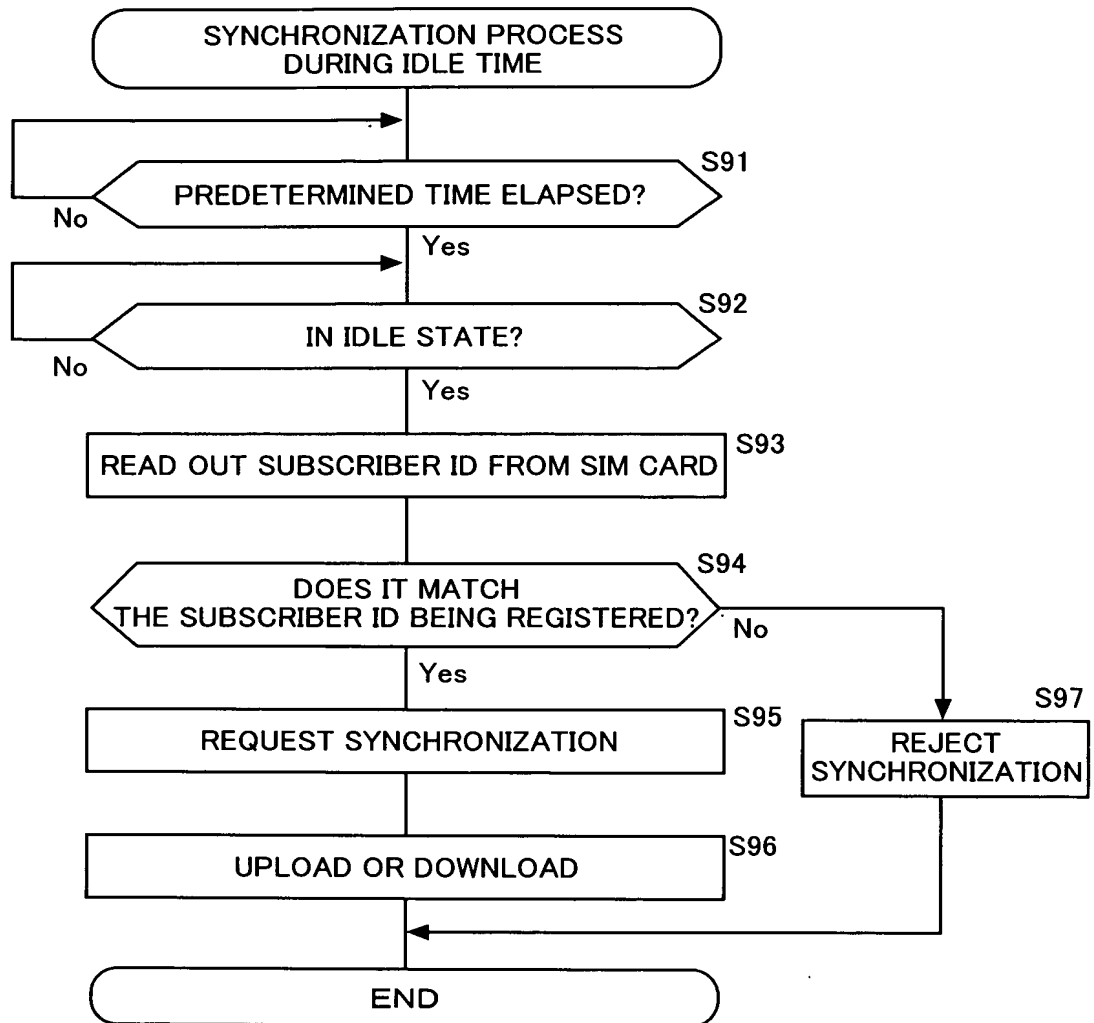 SYNCHRONIZATION PROCESS
DURING IDLE TIME
S91
PREDETERMINED TIME ELAPSED?
No
Yes
S92
IN IDLE STATE?
No
Yes
S93
READ OUT SUBSCRIBER ID FROM SIM CARD
S94
DOES IT MATCH
THE SUBSCRIBER ID BEING REGISTERED?
No
Yes
S95
REQUEST SYNCHRONIZATION
S97
REJECT
SYNCHRONIZATION
S96
UPLOAD OR DOWNLOAD
END